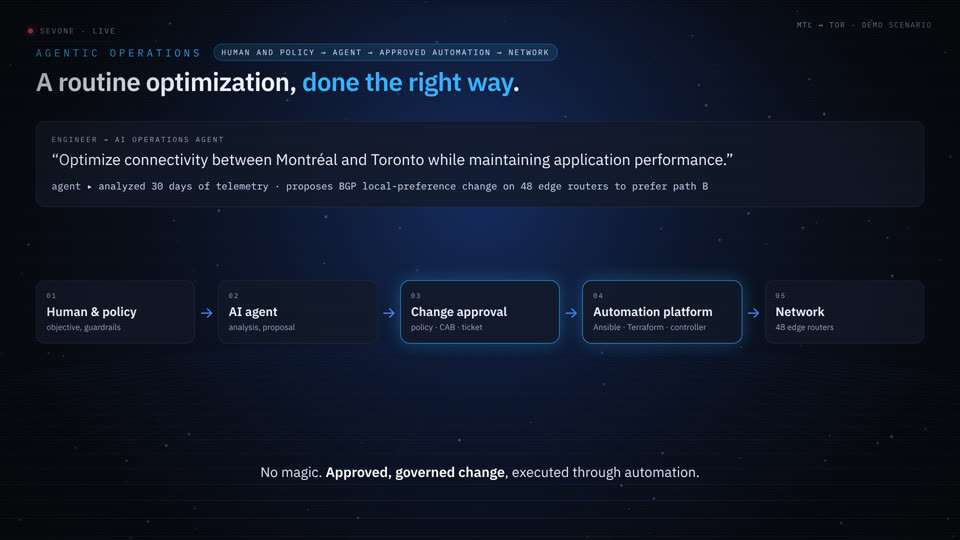 SEVONE · LIVE
MTL ↔ TOR · DEMO SCENARIO
AGENTIC OPERATIONS
HUMAN AND POLICY → AGENT → APPROVED AUTOMATION → NETWORK
A routine optimization, done the right way.
ENGINEER → AI OPERATIONS AGENT
“Optimize connectivity between Montréal and Toronto while maintaining application performance.”
agent ▸ analyzed 30 days of telemetry · proposes BGP local-preference change on 48 edge routers to prefer path B
01
Human & policy
objective, guardrails
02
AI agent
analysis, proposal
03
Change approval
policy · CAB · ticket
04
Automation platform
Ansible · Terraform · controller
05
Network
48 edge routers
No magic. Approved, governed change, executed through automation.